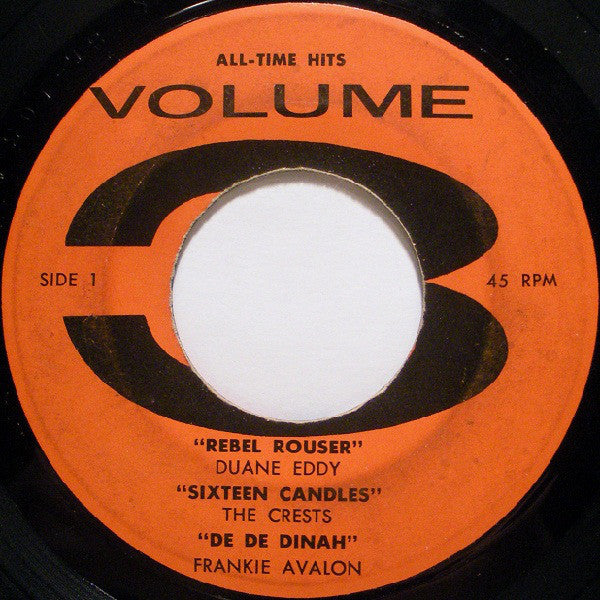 ALL-TIME HITS
VOLUME
3
SIDE 1
45 RPM
"REBEL ROUSER"
DUANE EDDY
"SIXTEEN CANDLES"
THE CRESTS
"DE DE DINAH"
FRANKIE AVALON